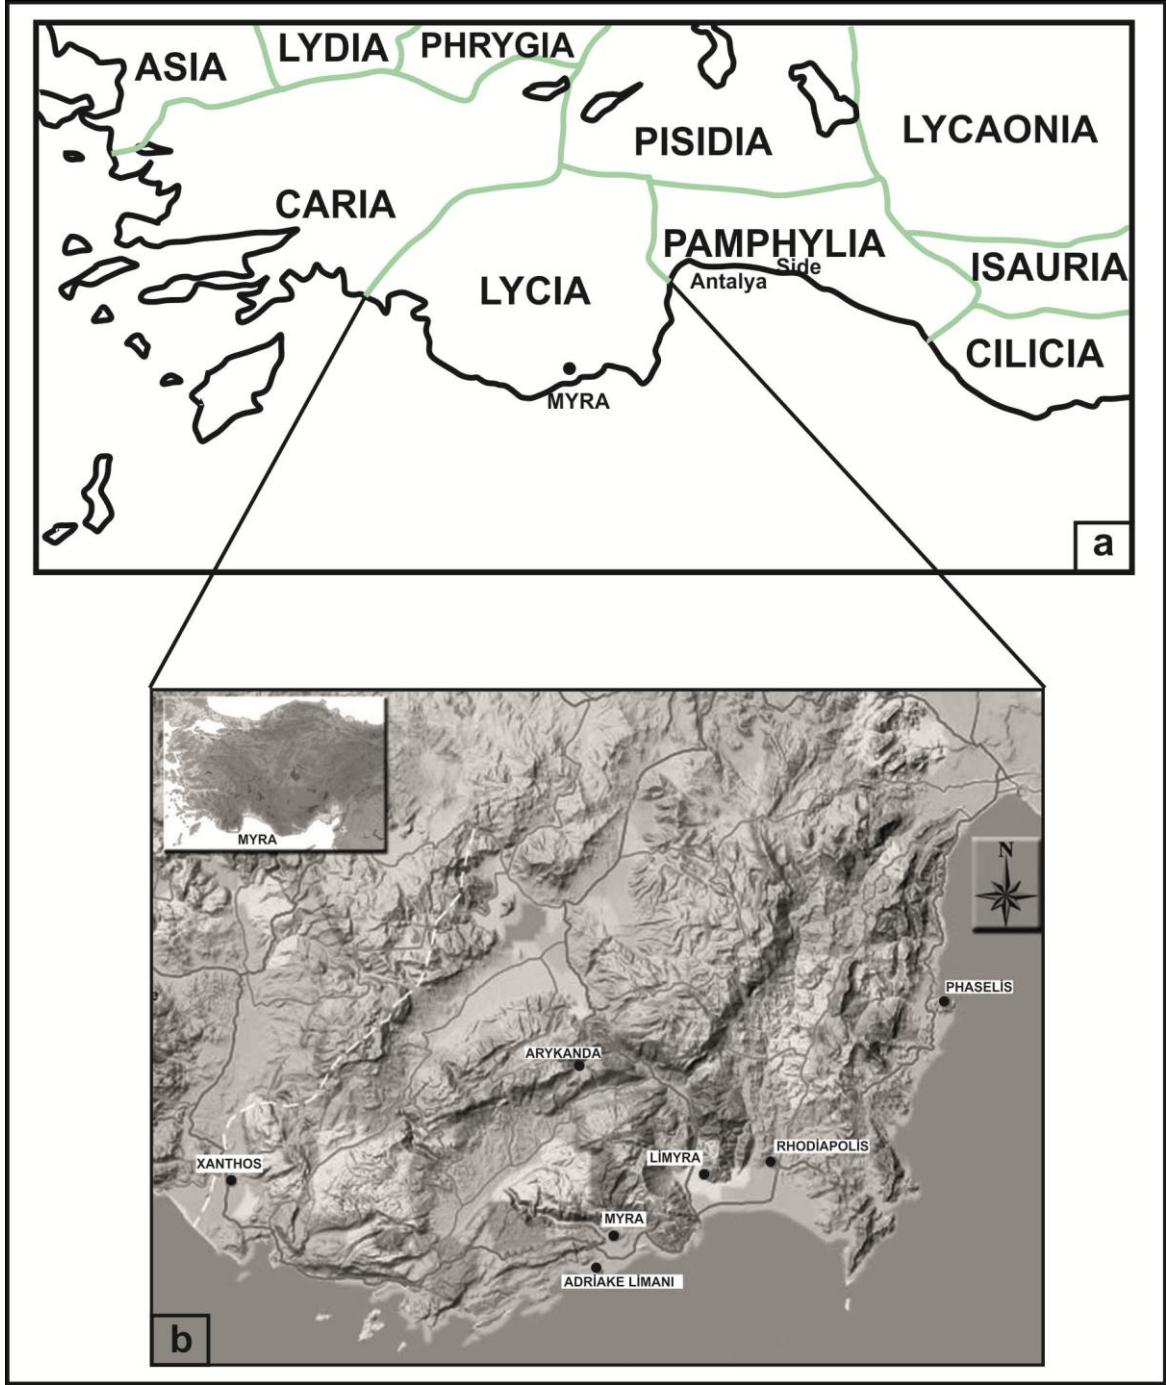 ASIA
LYDIA
PHRYGIA
PISIDIA
LYCAONIA
CARIA
PAMPHYLIA
Side
Antalya
ISAURIA
LYCIA
CILICIA
MYRA
a
MYRA
N
PHASELİS
ARYKANDA
RHODİAPOLİS
LİMYRA
XANTHOS
MYRA
ADRİAKE LİMANI
b